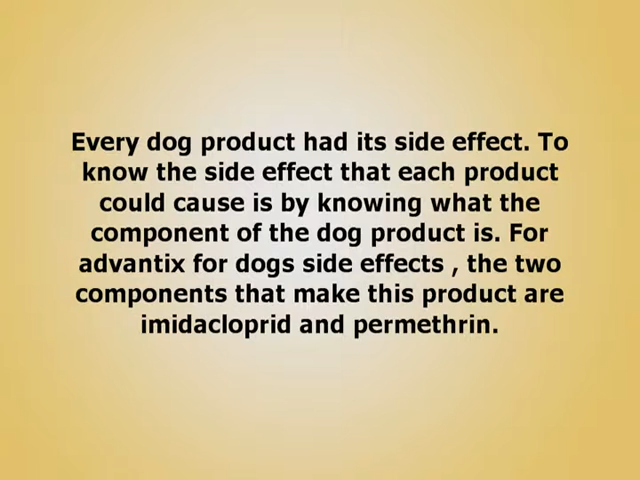 Every dog product had its side effect. To
know the side effect that each product
could cause is by knowing what the
component of the dog product is. For
advantix for dogs side effects , the two
components that make this product are
imidacloprid and permethrin.